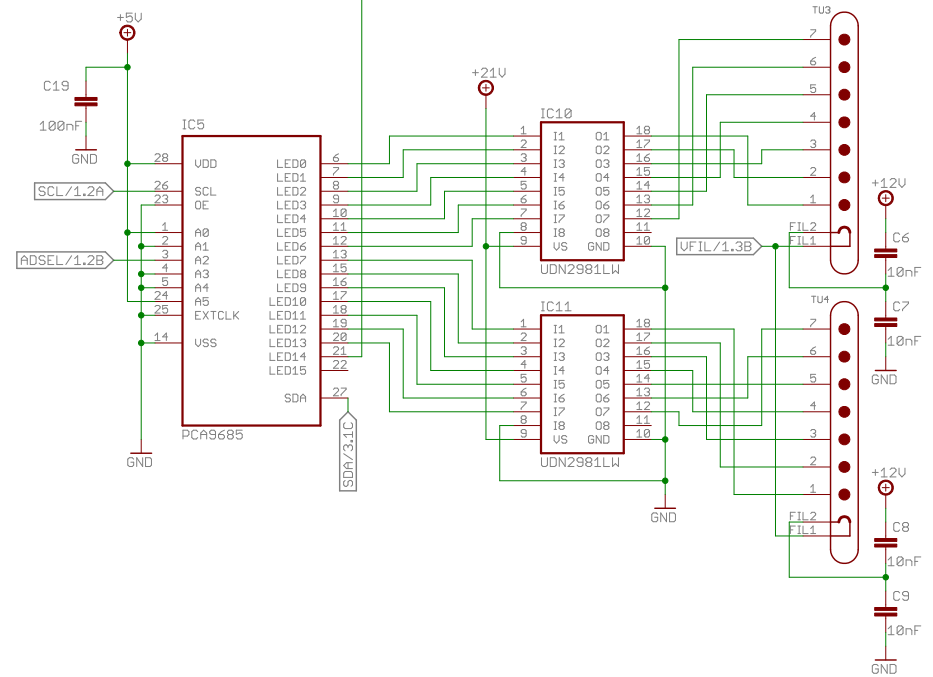 +5V
C19
100nF
GND
IC5
28 VDD LED0 6
LED1 7
SCL/1.2A 26 SCL LED2 8
23 OE LED3 9
LED4 10
1 A0 LED5 11
2 A1 LED6 12
ADSEL/1.2B 3 A2 LED7 13
4 A3 LED8 15
5 A4 LED9 16
24 A5 LED10 17
25 EXTCLK LED11 18
LED12 19
14 VSS LED13 20
LED14 21
LED15 22
SDA 27
PCA9685
SDA/3.1C
GND
+21V
IC10
1 I1 O1 18
2 I2 O2 17
3 I3 O3 16
4 I4 O4 15
5 I5 O5 14
6 I6 O6 13
7 I7 O7 12
8 I8 O8 11
9 VS GND 10
UDN2981LW
IC11
1 I1 O1 18
2 I2 O2 17
3 I3 O3 16
4 I4 O4 15
5 I5 O5 14
6 I6 O6 13
7 I7 O7 12
8 I8 O8 11
9 VS GND 10
UDN2981LW
GND
TU3
7
6
5
4
3
2
1
FIL2
FIL1
VFIL/1.3B
+12V
C6
10nF
C7
10nF
GND
TU4
7
6
5
4
3
2
1
FIL2
FIL1
+12V
C8
10nF
C9
10nF
GND